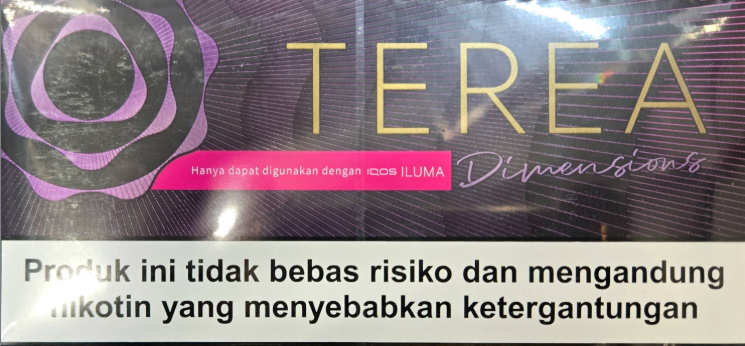 TEREA
Hanya dapat digunakan dengan IQOS ILUMA
Dimensions
Produk ini tidak bebas risiko dan mengandung
nikotin yang menyebabkan ketergantungan